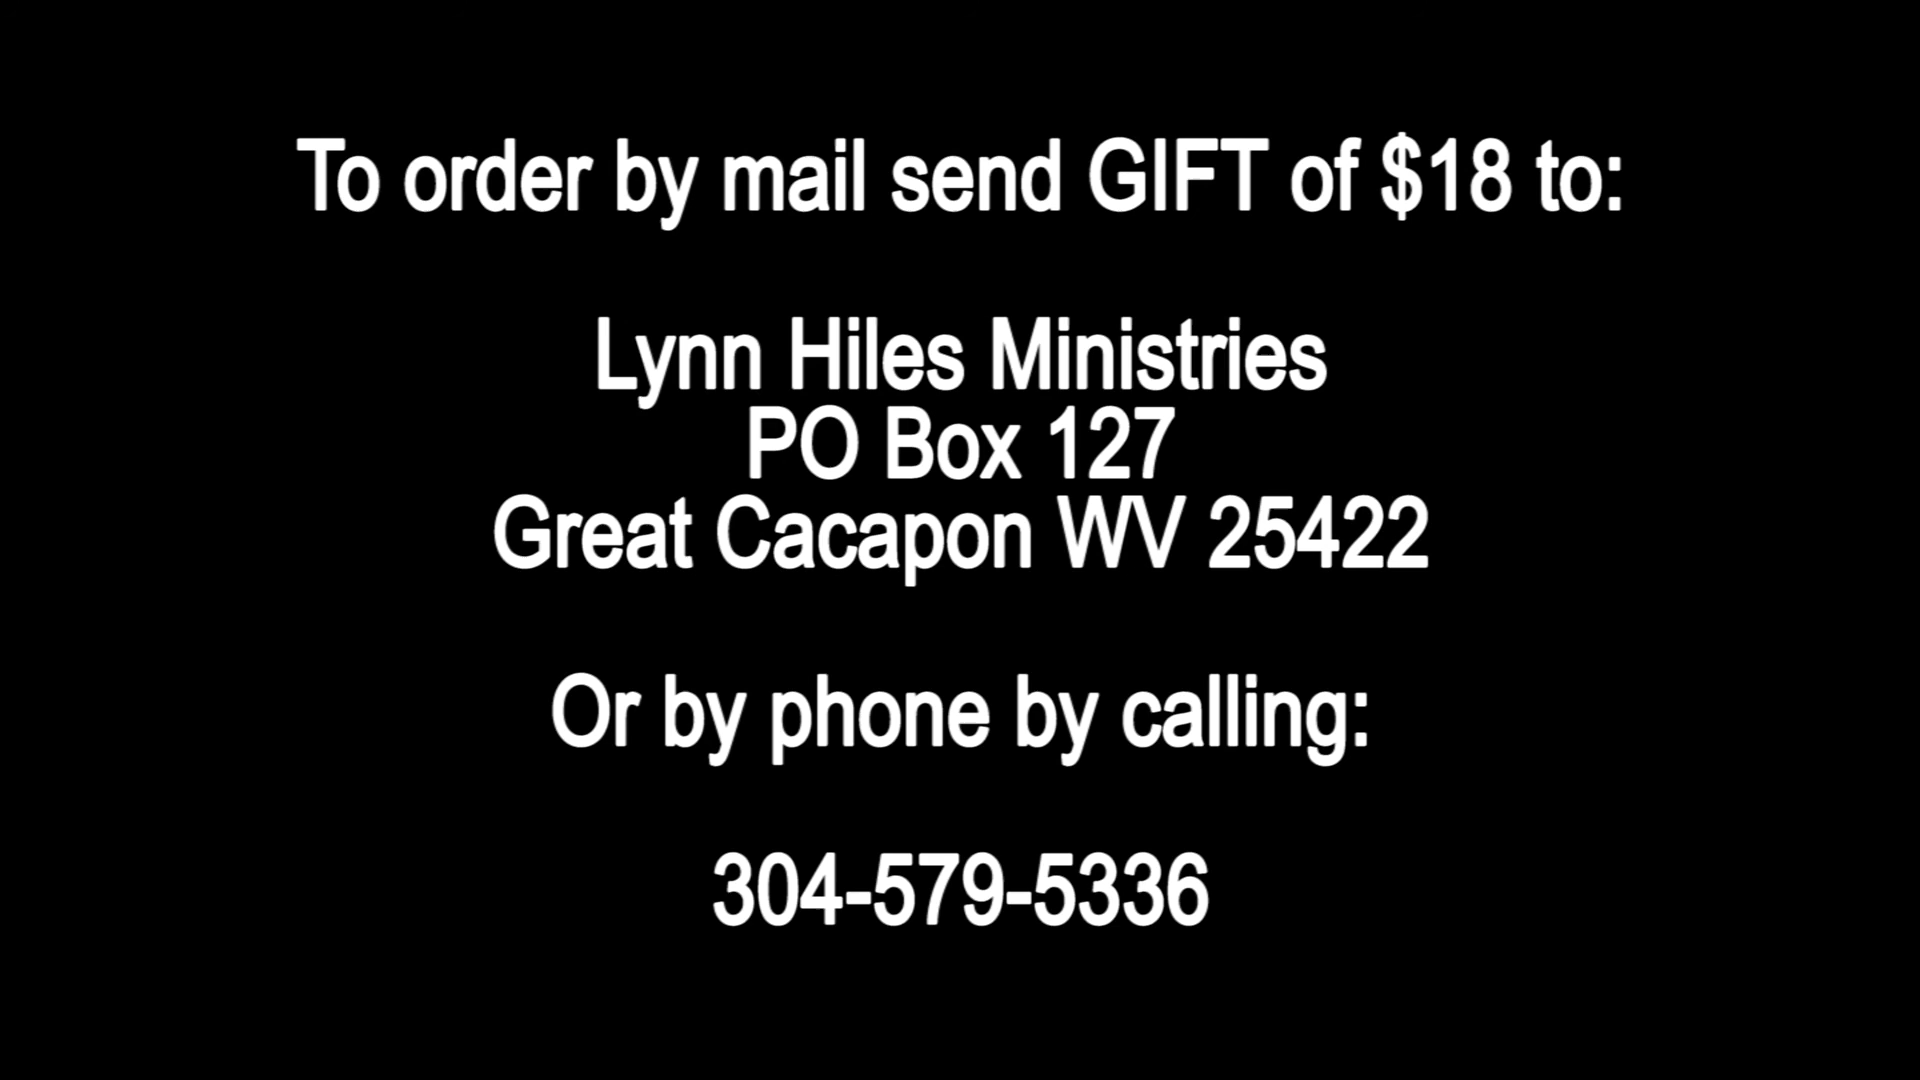 To order by mail send GIFT of $18 to:
Lynn Hiles Ministries
PO Box 127
Great Cacapon WV 25422
Or by phone by calling:
304-579-5336